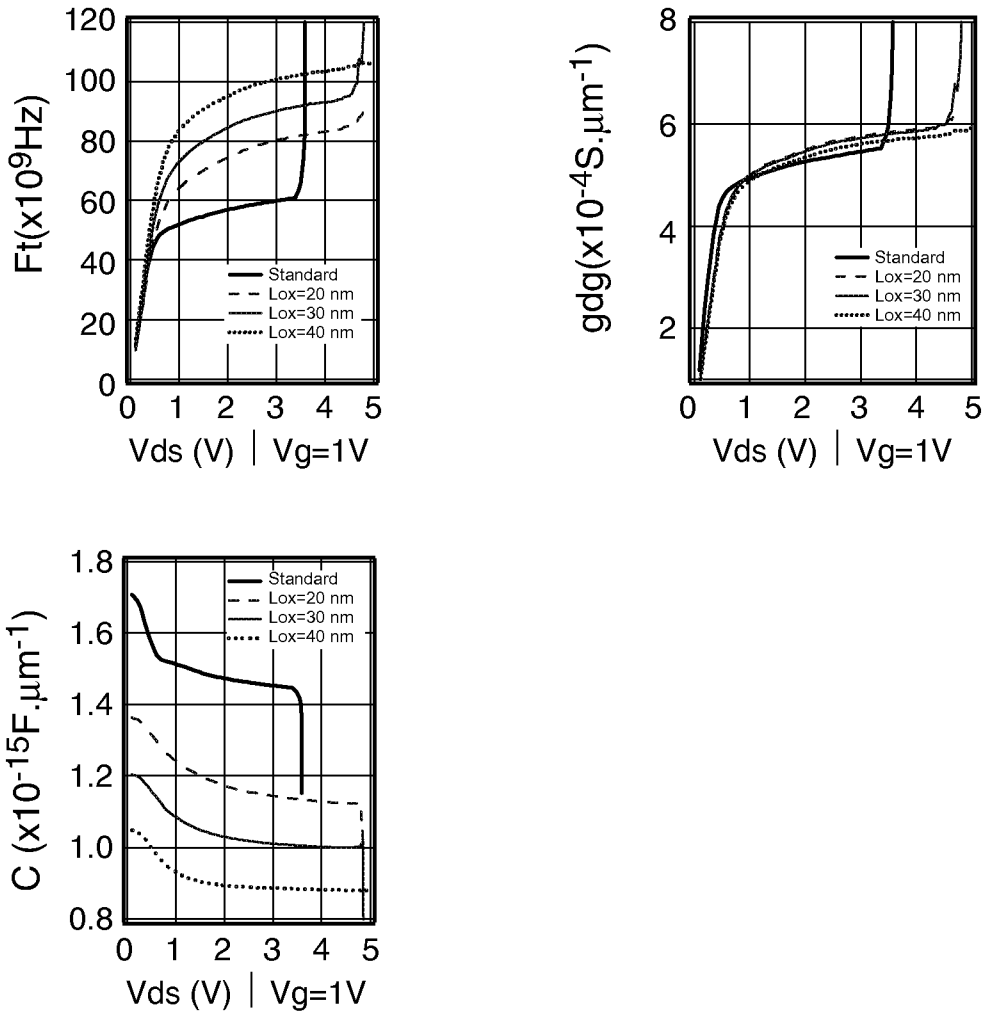 Ft(x10⁹Hz)
120
100
80
60
40
20
0
Standard
Lox=20 nm
Lox=30 nm
Lox=40 nm
0 1 2 3 4 5
Vds (V) | Vg=1V
gdg(x10⁻⁴S.μm⁻¹)
8
6
4
2
Standard
Lox=20 nm
Lox=30 nm
Lox=40 nm
0 1 2 3 4 5
Vds (V) | Vg=1V
C (x10⁻¹⁵F.μm⁻¹)
1.8
1.6
1.4
1.2
1.0
0.8
Standard
Lox=20 nm
Lox=30 nm
Lox=40 nm
0 1 2 3 4 5
Vds (V) | Vg=1V